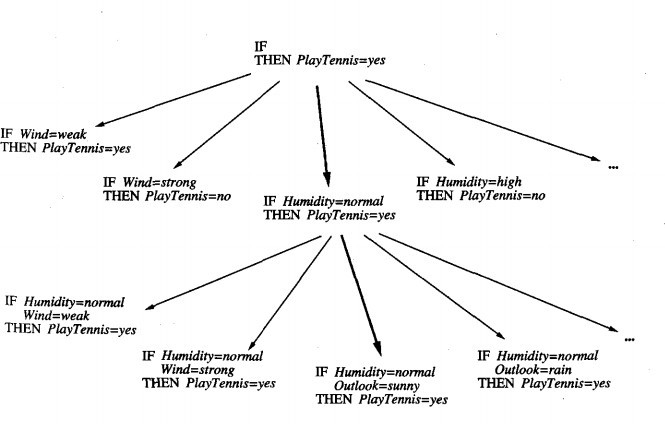 IF
THEN PlayTennis=yes
IF Wind=weak
THEN PlayTennis=yes
...
IF Wind=strong
THEN PlayTennis=no
IF Humidity=normal
THEN PlayTennis=yes
IF Humidity=high
THEN PlayTennis=no
IF Humidity=normal
Wind=weak
THEN PlayTennis=yes
...
IF Humidity=normal
Wind=strong
THEN PlayTennis=yes
IF Humidity=normal
Outlook=sunny
THEN PlayTennis=yes
IF Humidity=normal
Outlook=rain
THEN PlayTennis=yes